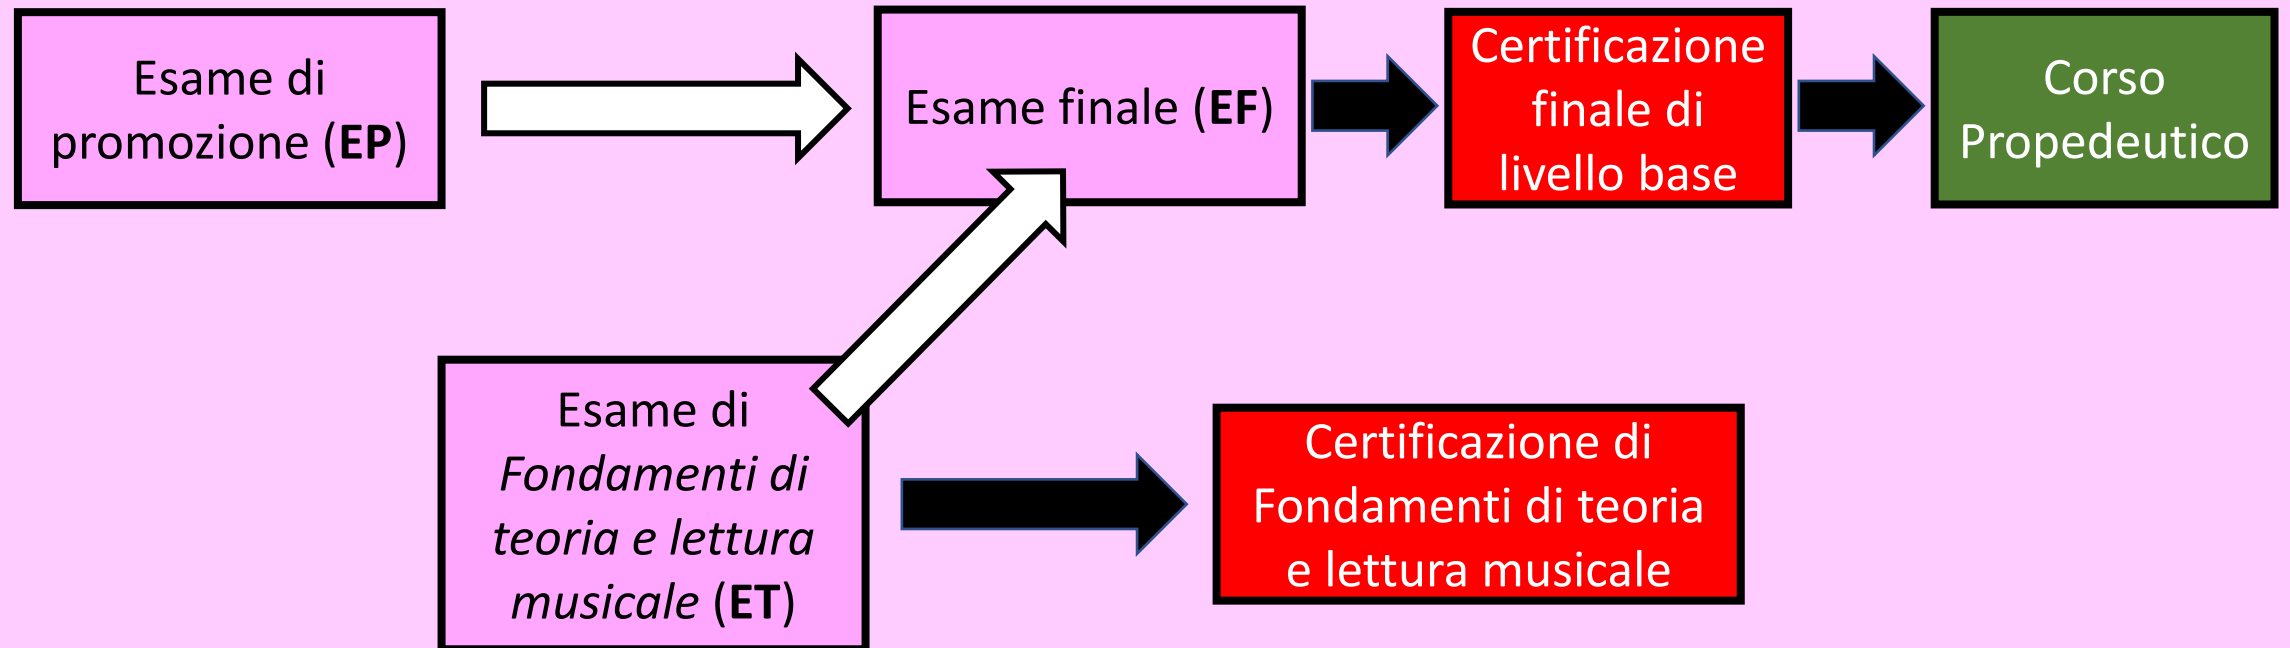 Esame di
promozione (EP)
Esame finale (EF)
Certificazione
finale di
livello base
Corso
Propedeutico
Esame di
Fondamenti di
teoria e lettura
musicale (ET)
Certificazione di
Fondamenti di teoria
e lettura musicale